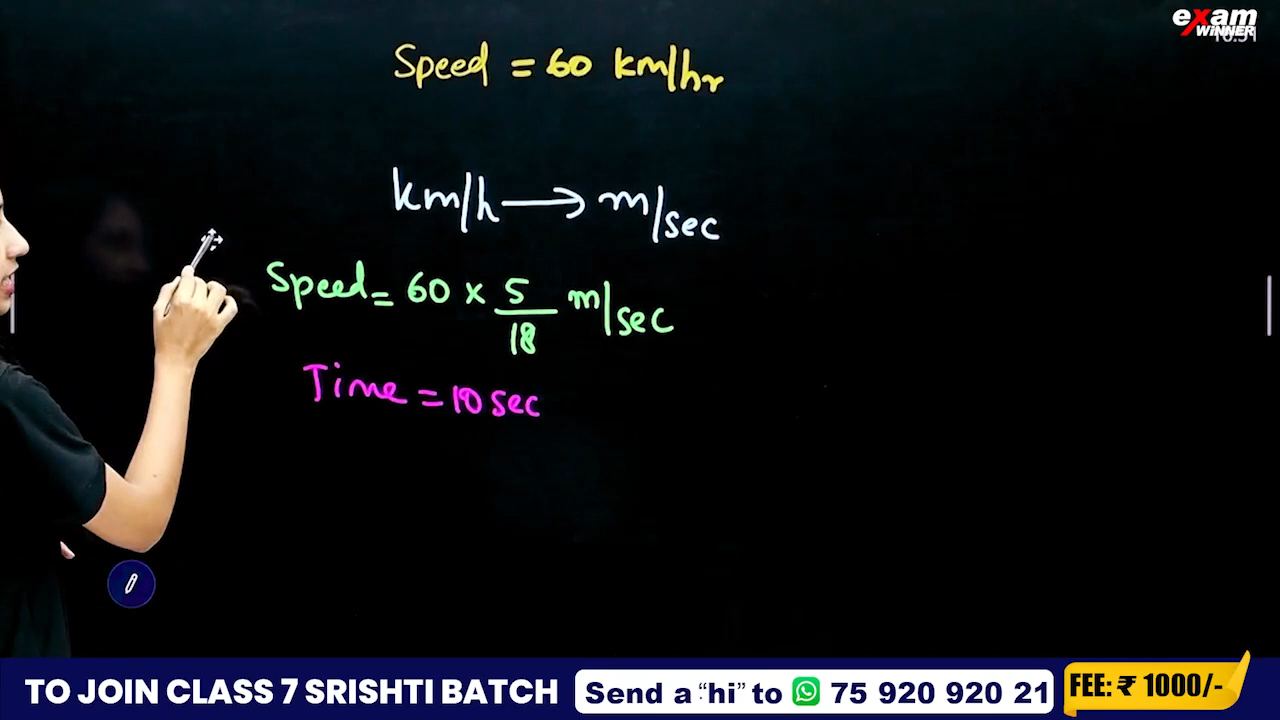 exam
WiNNER
Speed = 60 km/hr
km/h → m/sec
Speed = 60 × 5/18 m/sec
Time = 10 sec
TO JOIN CLASS 7 SRISHTI BATCH
Send a “hi” to 75 920 920 21
FEE: ₹ 1000/-